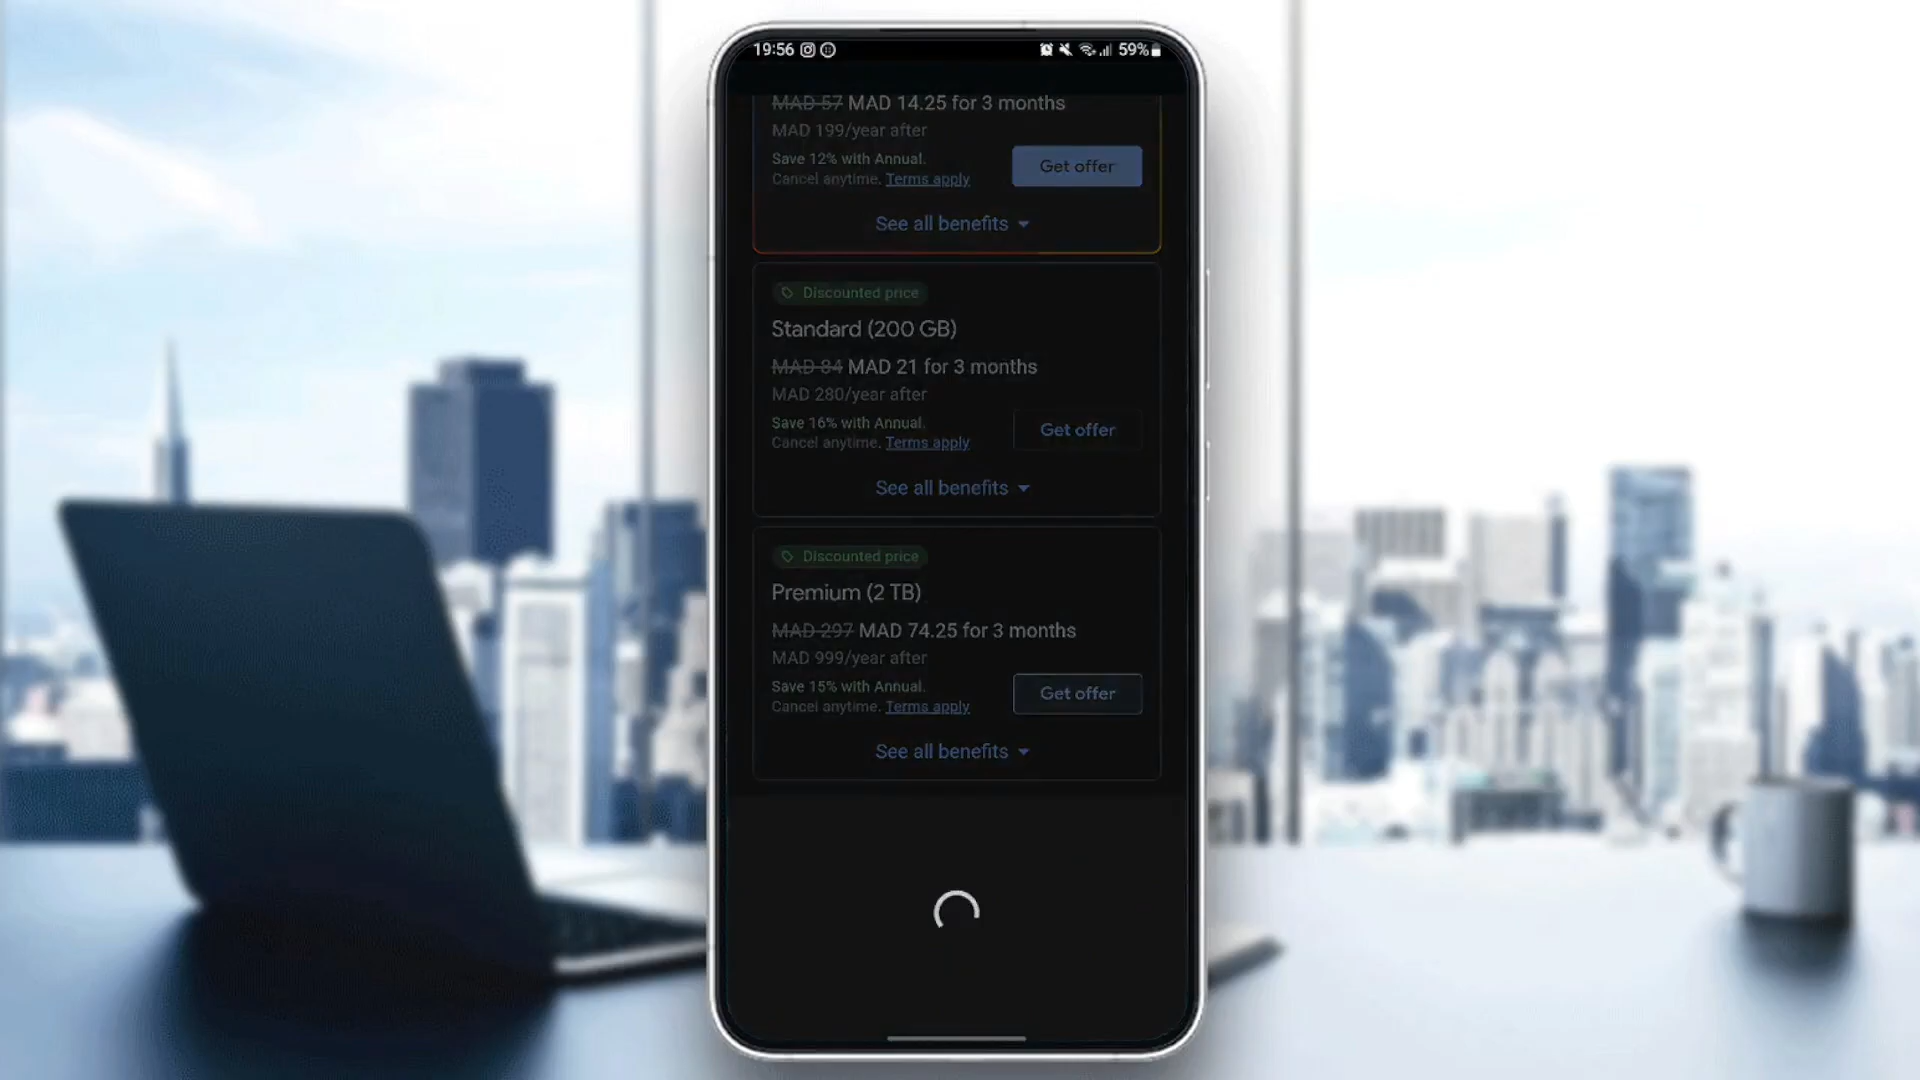 19:56 59%
MAD 57 MAD 14.25 for 3 months
MAD 199/year after
Save 12% with Annual.
Cancel anytime. Terms apply
Get offer
See all benefits
Discounted price
Standard (200 GB)
MAD 84 MAD 21 for 3 months
MAD 280/year after
Save 16% with Annual.
Cancel anytime. Terms apply
Get offer
See all benefits
Discounted price
Premium (2 TB)
MAD 297 MAD 74.25 for 3 months
MAD 999/year after
Save 15% with Annual.
Cancel anytime. Terms apply
Get offer
See all benefits